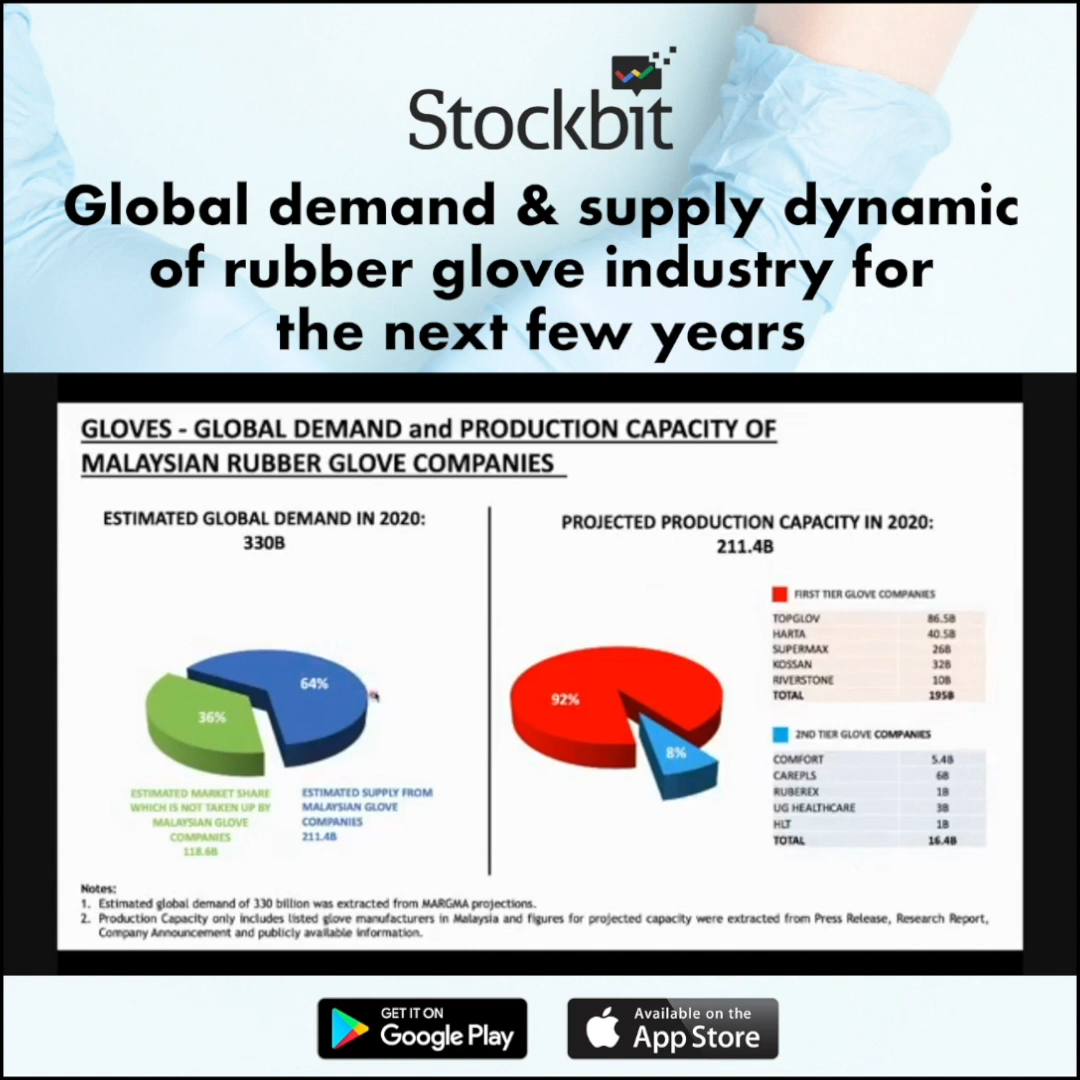 Stockbit
Global demand & supply dynamic
of rubber glove industry for
the next few years
GLOVES - GLOBAL DEMAND and PRODUCTION CAPACITY OF
MALAYSIAN RUBBER GLOVE COMPANIES
ESTIMATED GLOBAL DEMAND IN 2020:
330B
64%
36%
ESTIMATED MARKET SHARE
WHICH IS NOT TAKEN UP BY
MALAYSIAN GLOVE
COMPANIES
118.6B
ESTIMATED SUPPLY FROM
MALAYSIAN GLOVE
COMPANIES
211.4B
PROJECTED PRODUCTION CAPACITY IN 2020:
211.4B
92%
8%
FIRST TIER GLOVE COMPANIES
TOPGLOV 86.5B
HARTA 40.5B
SUPERMAX 26B
KOSSAN 32B
RIVERSTONE 10B
TOTAL 195B
2ND TIER GLOVE COMPANIES
COMFORT 5.4B
CAREPLS 6B
RUBEREX 1B
UG HEALTHCARE 3B
HLT 1B
TOTAL 16.4B
Notes:
1. Estimated global demand of 330 billion was extracted from MARGMA projections.
2. Production Capacity only includes listed glove manufacturers in Malaysia and figures for projected capacity were extracted from Press Release, Research Report,
Company Announcement and publicly available information.
GET IT ON
Google Play
Available on the
App Store